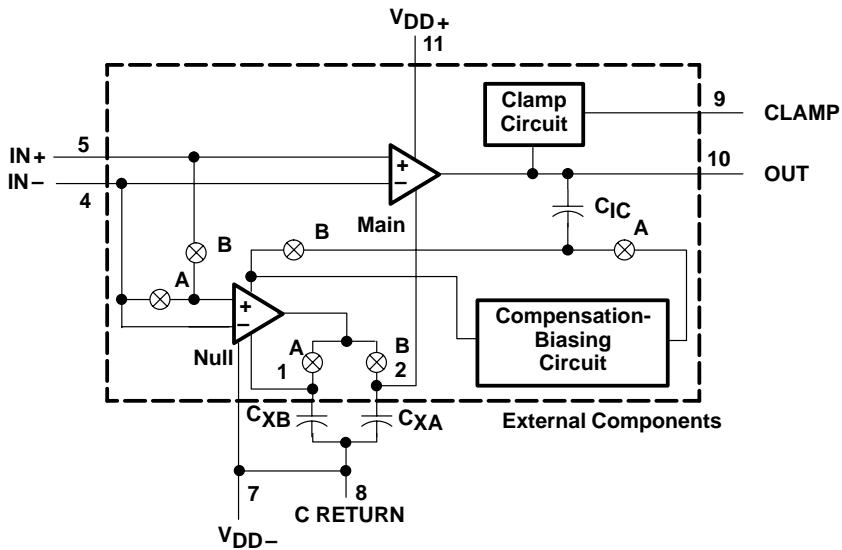 VDD+
11
Clamp
Circuit
9
CLAMP
5
IN+
10
OUT
IN−
4
+
−
Main
CIC
B
A
B
A
+
−
Null
Compensation-
Biasing
Circuit
A
1
B
2
CXB
CXA
External Components
7
8
C RETURN
VDD−